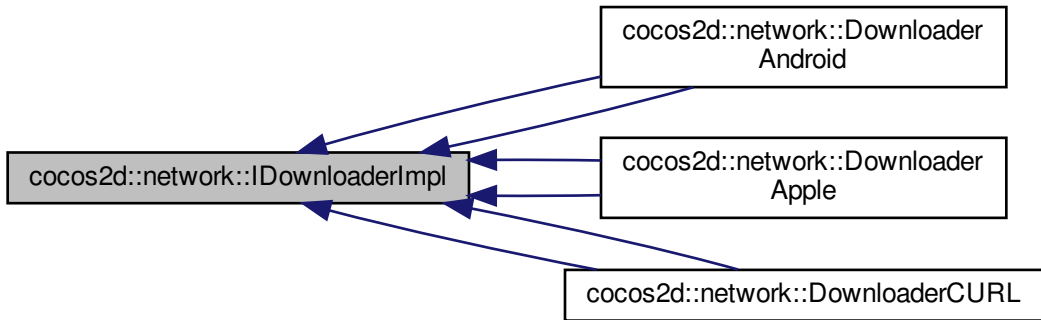 cocos2d::network::Downloader
Android
cocos2d::network::IDownloaderImpl
cocos2d::network::Downloader
Apple
cocos2d::network::DownloaderCURL